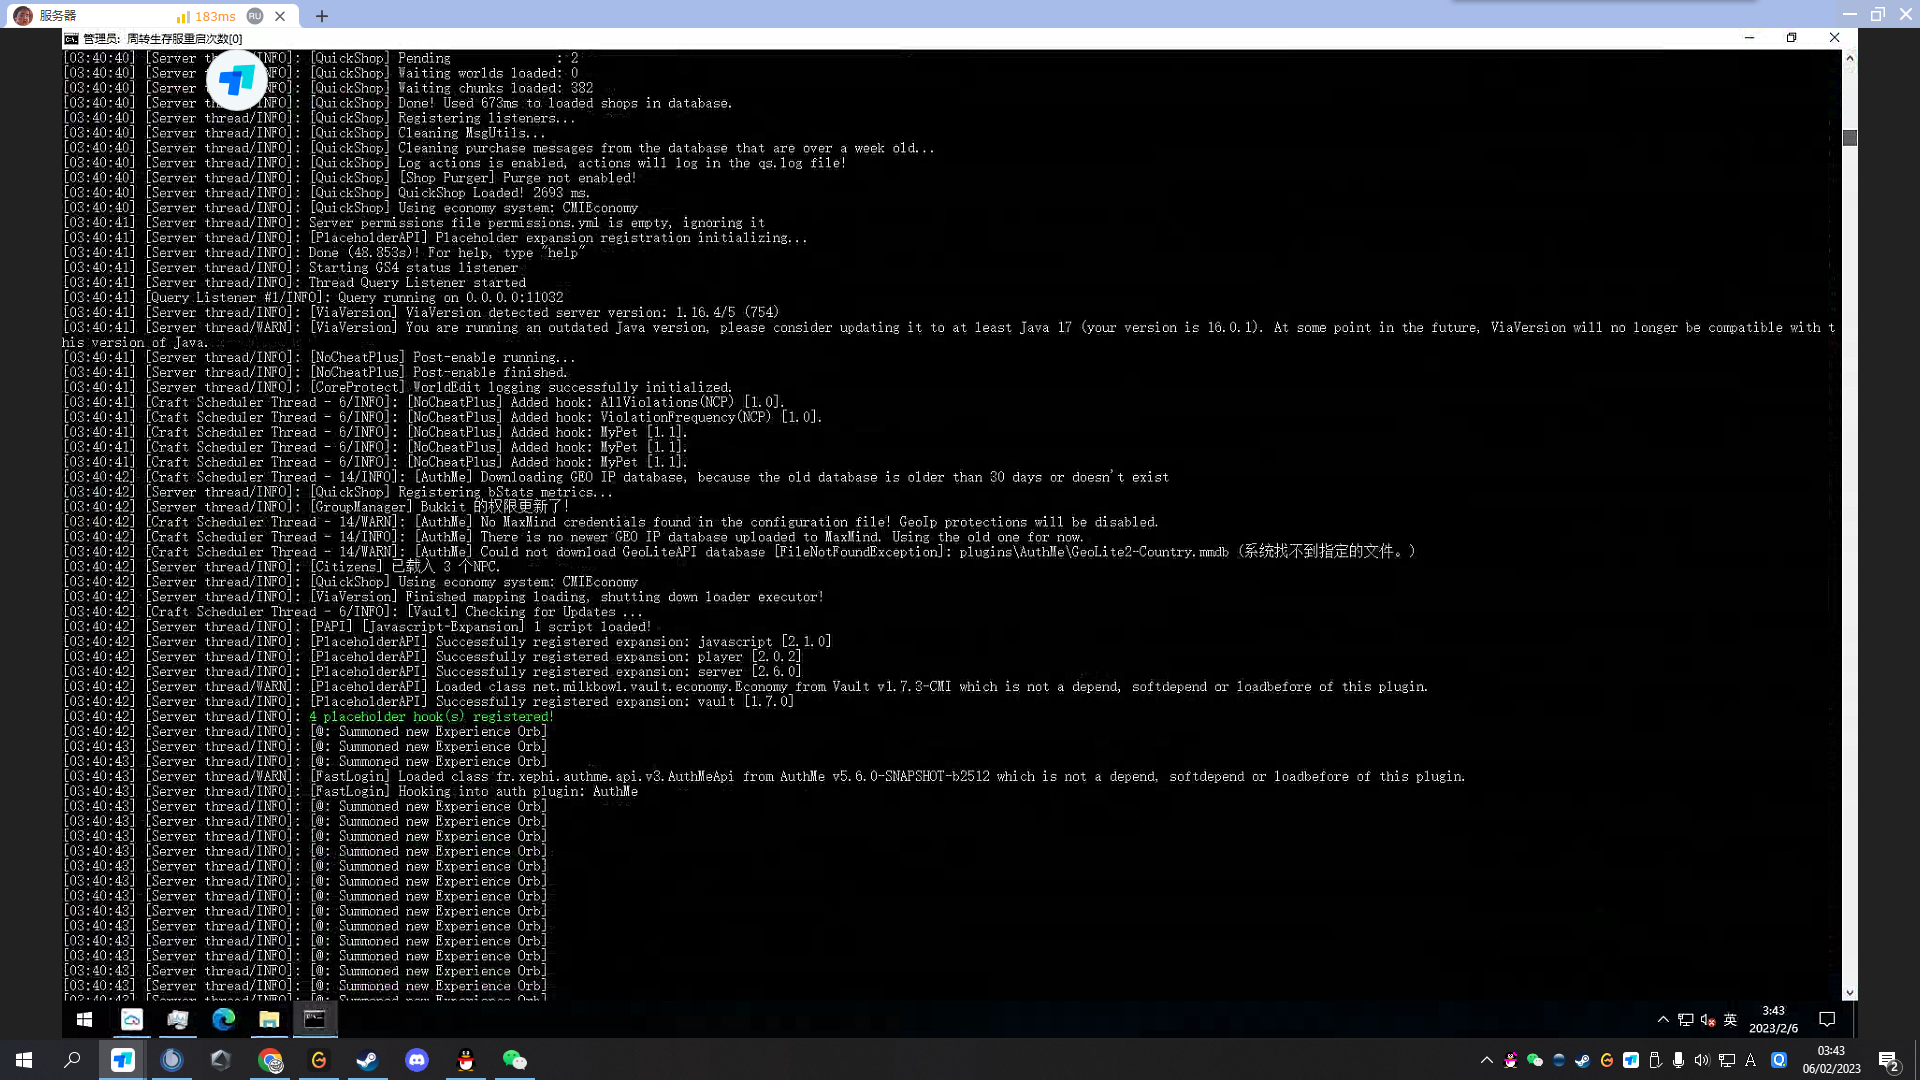 服务器 183ms RU
管理员: 周转生存服重启次数[0]
[03:40:40] [Server thread/INFO]: [QuickShop] Pending : 2
[03:40:40] [Server thread/INFO]: [QuickShop] Waiting worlds loaded: 0
[03:40:40] [Server thread/INFO]: [QuickShop] Waiting chunks loaded: 382
[03:40:40] [Server thread/INFO]: [QuickShop] Done! Used 673ms to loaded shops in database.
[03:40:40] [Server thread/INFO]: [QuickShop] Registering listeners...
[03:40:40] [Server thread/INFO]: [QuickShop] Cleaning MsgUtils...
[03:40:40] [Server thread/INFO]: [QuickShop] Cleaning purchase messages from the database that are over a week old...
[03:40:40] [Server thread/INFO]: [QuickShop] Log actions is enabled, actions will log in the qs.log file!
[03:40:40] [Server thread/INFO]: [QuickShop] [Shop Purger] Purge not enabled!
[03:40:40] [Server thread/INFO]: [QuickShop] QuickShop Loaded! 2693 ms.
[03:40:40] [Server thread/INFO]: [QuickShop] Using economy system: CMIEconomy
[03:40:41] [Server thread/INFO]: Server permissions file permissions.yml is empty, ignoring it
[03:40:41] [Server thread/INFO]: [PlaceholderAPI] Placeholder expansion registration initializing...
[03:40:41] [Server thread/INFO]: Done (48.853s)! For help, type "help"
[03:40:41] [Server thread/INFO]: Starting GS4 status listener
[03:40:41] [Server thread/INFO]: Thread Query Listener started
[03:40:41] [Query Listener #1/INFO]: Query running on 0.0.0.0:11032
[03:40:41] [Server thread/INFO]: [ViaVersion] ViaVersion detected server version: 1.16.4/5 (754)
[03:40:41] [Server thread/WARN]: [ViaVersion] You are running an outdated Java version, please consider updating it to at least Java 17 (your version is 16.0.1). At some point in the future, ViaVersion will no longer be compatible with t
his version of Java.
[03:40:41] [Server thread/INFO]: [NoCheatPlus] Post-enable running...
[03:40:41] [Server thread/INFO]: [NoCheatPlus] Post-enable finished.
[03:40:41] [Server thread/INFO]: [CoreProtect] WorldEdit logging successfully initialized.
[03:40:41] [Craft Scheduler Thread - 6/INFO]: [NoCheatPlus] Added hook: AllViolations(NCP) [1.0].
[03:40:41] [Craft Scheduler Thread - 6/INFO]: [NoCheatPlus] Added hook: ViolationFrequency(NCP) [1.0].
[03:40:41] [Craft Scheduler Thread - 6/INFO]: [NoCheatPlus] Added hook: MyPet [1.1].
[03:40:41] [Craft Scheduler Thread - 6/INFO]: [NoCheatPlus] Added hook: MyPet [1.1].
[03:40:41] [Craft Scheduler Thread - 6/INFO]: [NoCheatPlus] Added hook: MyPet [1.1].
[03:40:42] [Craft Scheduler Thread - 14/INFO]: [AuthMe] Downloading GEO IP database, because the old database is older than 30 days or doesn't exist
[03:40:42] [Server thread/INFO]: [QuickShop] Registering bStats metrics...
[03:40:42] [Server thread/INFO]: [GroupManager] Bukkit 的权限更新了!
[03:40:42] [Craft Scheduler Thread - 14/WARN]: [AuthMe] No MaxMind credentials found in the configuration file! GeoIp protections will be disabled.
[03:40:42] [Craft Scheduler Thread - 14/INFO]: [AuthMe] There is no newer GEO IP database uploaded to MaxMind. Using the old one for now.
[03:40:42] [Craft Scheduler Thread - 14/WARN]: [AuthMe] Could not download GeoLiteAPI database [FileNotFoundException]: plugins\AuthMe\GeoLite2-Country.mmdb (系统找不到指定的文件。)
[03:40:42] [Server thread/INFO]: [Citizens] 已载入 3 个NPC.
[03:40:42] [Server thread/INFO]: [QuickShop] Using economy system: CMIEconomy
[03:40:42] [Server thread/INFO]: [ViaVersion] Finished mapping loading, shutting down loader executor!
[03:40:42] [Craft Scheduler Thread - 6/INFO]: [Vault] Checking for Updates ...
[03:40:42] [Server thread/INFO]: [PAPI] [Javascript-Expansion] 1 script loaded!
[03:40:42] [Server thread/INFO]: [PlaceholderAPI] Successfully registered expansion: javascript [2.1.0]
[03:40:42] [Server thread/INFO]: [PlaceholderAPI] Successfully registered expansion: player [2.0.2]
[03:40:42] [Server thread/INFO]: [PlaceholderAPI] Successfully registered expansion: server [2.6.0]
[03:40:42] [Server thread/WARN]: [PlaceholderAPI] Loaded class net.milkbowl.vault.economy.Economy from Vault v1.7.3-CMI which is not a depend, softdepend or loadbefore of this plugin.
[03:40:42] [Server thread/INFO]: [PlaceholderAPI] Successfully registered expansion: vault [1.7.0]
[03:40:42] [Server thread/INFO]: 4 placeholder hook(s) registered!
[03:40:42] [Server thread/INFO]: [@: Summoned new Experience Orb]
[03:40:43] [Server thread/INFO]: [@: Summoned new Experience Orb]
[03:40:43] [Server thread/INFO]: [@: Summoned new Experience Orb]
[03:40:43] [Server thread/WARN]: [FastLogin] Loaded class fr.xephi.authme.api.v3.AuthMeApi from AuthMe v5.6.0-SNAPSHOT-b2512 which is not a depend, softdepend or loadbefore of this plugin.
[03:40:43] [Server thread/INFO]: [FastLogin] Hooking into auth plugin: AuthMe
[03:40:43] [Server thread/INFO]: [@: Summoned new Experience Orb]
[03:40:43] [Server thread/INFO]: [@: Summoned new Experience Orb]
[03:40:43] [Server thread/INFO]: [@: Summoned new Experience Orb]
[03:40:43] [Server thread/INFO]: [@: Summoned new Experience Orb]
[03:40:43] [Server thread/INFO]: [@: Summoned new Experience Orb]
[03:40:43] [Server thread/INFO]: [@: Summoned new Experience Orb]
[03:40:43] [Server thread/INFO]: [@: Summoned new Experience Orb]
[03:40:43] [Server thread/INFO]: [@: Summoned new Experience Orb]
[03:40:43] [Server thread/INFO]: [@: Summoned new Experience Orb]
[03:40:43] [Server thread/INFO]: [@: Summoned new Experience Orb]
[03:40:43] [Server thread/INFO]: [@: Summoned new Experience Orb]
[03:40:43] [Server thread/INFO]: [@: Summoned new Experience Orb]
[03:40:43] [Server thread/INFO]: [@: Summoned new Experience Orb]
[03:40:43] [Server thread/INFO]: [@: Summoned new Experience Orb]
英
3:43
2023/2/6
A
03:43
06/02/2023
2